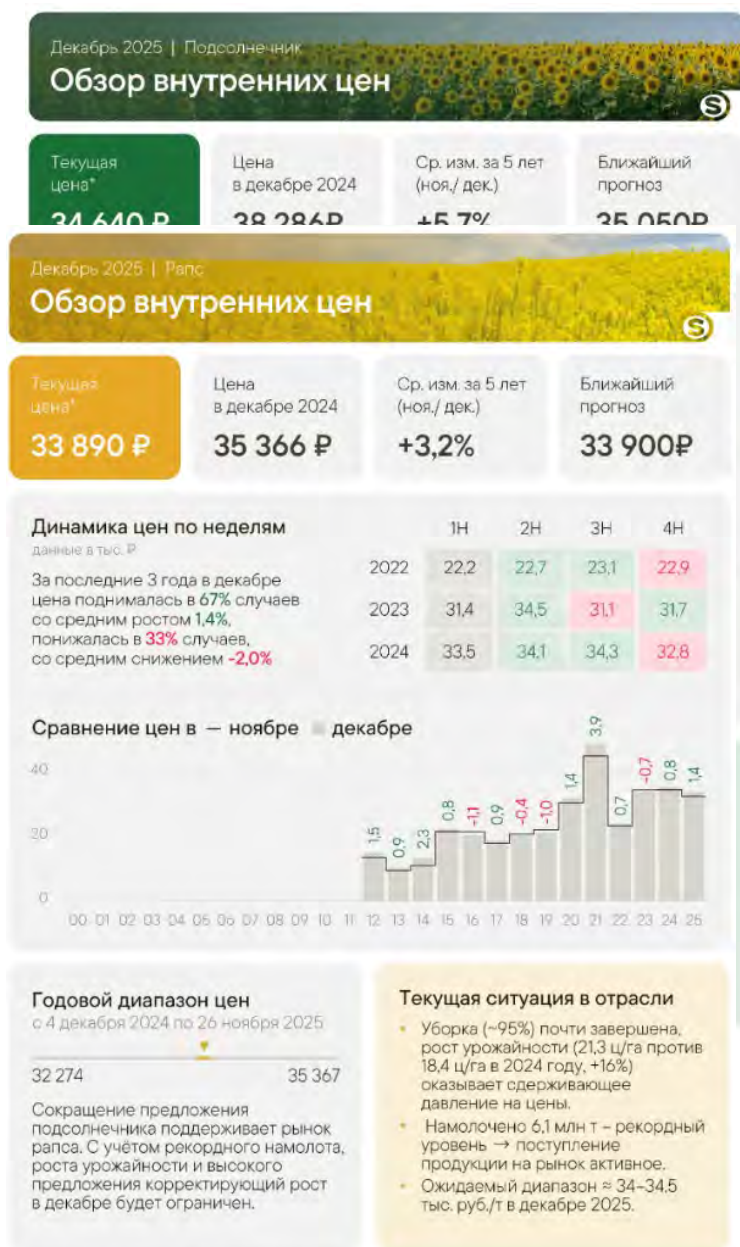 Декабрь 2025 | Подсолнечник
Обзор внутренних цен
S
Текущая
цена*
34 640 ₽
Цена
в декабре 2024
38 286₽
Ср. изм. за 5 лет
(ноя./ дек.)
+5,7%
Ближайший
прогноз
35 050₽
Декабрь 2025 | Рапс
Обзор внутренних цен
S
Текущая
цена*
33 890 ₽
Цена
в декабре 2024
35 366 ₽
Ср. изм. за 5 лет
(ноя./ дек.)
+3,2%
Ближайший
прогноз
33 900₽
Динамика цен по неделям
данные в тыс. ₽
За последние 3 года в декабре
цена поднималась в 67% случаев
со средним ростом 1,4%,
понижалась в 33% случаев,
со средним снижением -2,0%
1Н 2Н 3Н 4Н
2022 22,2 22,7 23,1 22,9
2023 31,4 34,5 31,1 31,7
2024 33,5 34,1 34,3 32,8
Сравнение цен в — ноябре декабре
40
20
0
1,5 0,9 2,3 0,8 -1,1 0,9 -0,4 -1,0 1,4 3,9 0,7 -0,7 0,8 1,4
00 01 02 03 04 05 06 07 08 09 10 11 12 13 14 15 16 17 18 19 20 21 22 23 24 25
Годовой диапазон цен
с 4 декабря 2024 по 26 ноября 2025
32 274 35 367
Сокращение предложения
подсолнечника поддерживает рынок
рапса. С учётом рекордного намолота,
роста урожайности и высокого
предложения корректирующий рост
в декабре будет ограничен.
Текущая ситуация в отрасли
• Уборка (~95%) почти завершена,
рост урожайности (21,3 ц/га против
18,4 ц/га в 2024 году, +16%)
оказывает сдерживающее
давление на цены.
• Намолочено 6,1 млн т – рекордный
уровень → поступление
продукции на рынок активное.
• Ожидаемый диапазон ≈ 34–34,5
тыс. руб./т в декабре 2025.